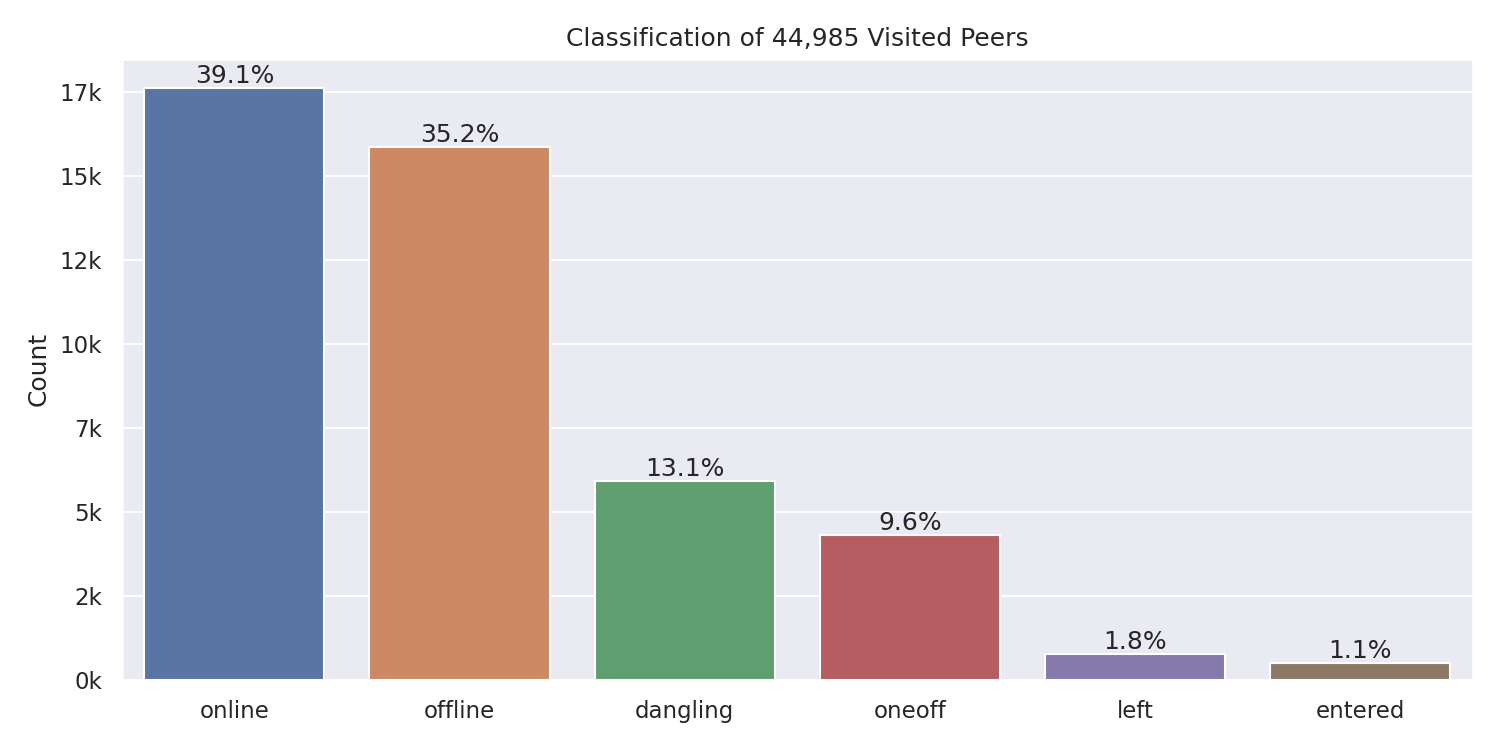 Classification of 44,985 Visited Peers
Count
17k
15k
12k
10k
7k
5k
2k
0k
39.1%
35.2%
13.1%
9.6%
1.8%
1.1%
online
offline
dangling
oneoff
left
entered